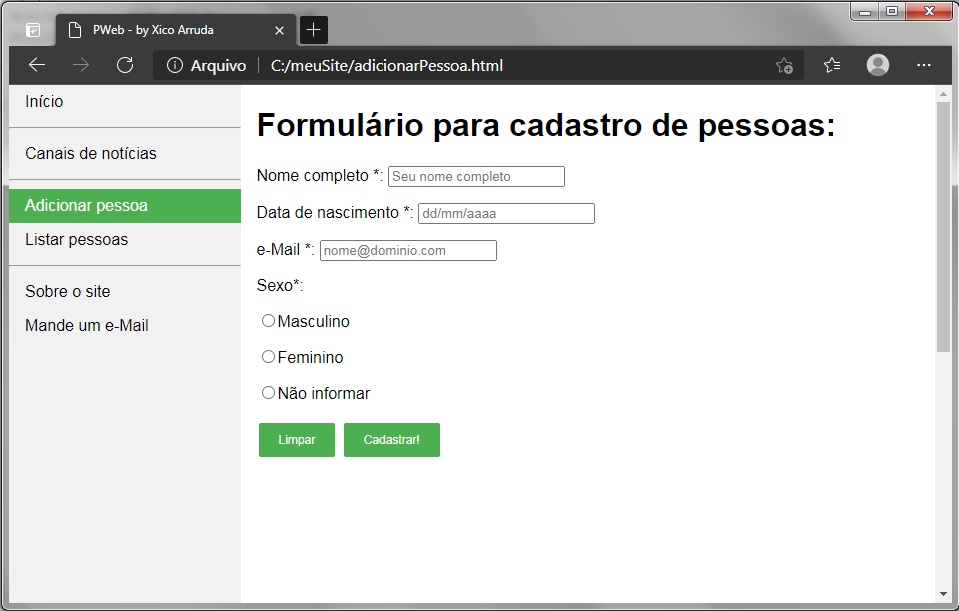 PWeb - by Xico Arruda
Arquivo C:/meuSite/adicionarPessoa.html
Início
Canais de notícias
Adicionar pessoa
Listar pessoas
Sobre o site
Mande um e-Mail
Formulário para cadastro de pessoas:
Nome completo *: Seu nome completo
Data de nascimento *: dd/mm/aaaa
e-Mail *: nome@dominio.com
Sexo*:
Masculino
Feminino
Não informar
Limpar Cadastrar!